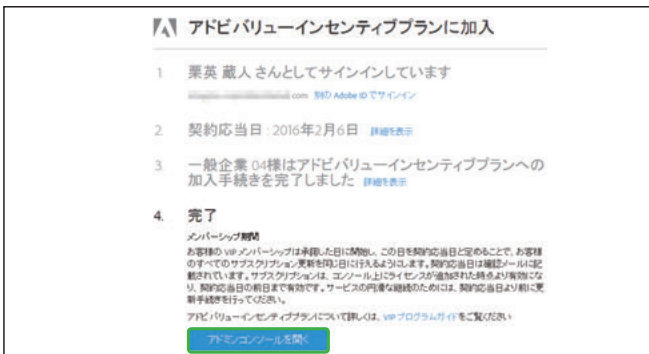 アドビ バリューインセンティブプランに加入
1. 栗英 蔵人 さんとしてサインインしています
com 別の Adobe ID でサインイン
2. 契約応当日 : 2016年2月6日 詳細を表示
3. 一般企業 04様はアドビバリューインセンティブプランへの
加入手続きを完了しました 詳細を表示
4. 完了
メンバーシップ期間
お客様の VIP メンバーシップは承認した日に開始し、この日を契約応当日と定めることで、お客様
のすべてのサブスクリプション更新を同じ日に行えるようにします。契約応当日は確認メールに記
載されています。サブスクリプションは、コンソール上にライセンスが追加された時点より有効にな
り、契約応当日の前日まで有効です。サービスの円滑な継続のためには、契約応当日より前に更
新手続きを行ってください。
アドビ バリューインセンティブプランについて詳しくは、VIP プログラムガイドをご覧ください
アドミンコンソールを開く